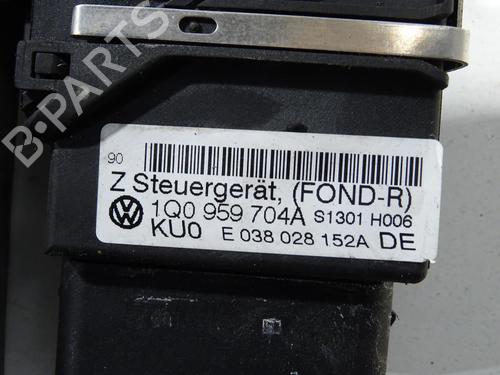 B-PARTS
90
Z Steuergerät, (FOND-R)
1Q0 959 704A S1301 H006
KU0 E 038 028 152A DE